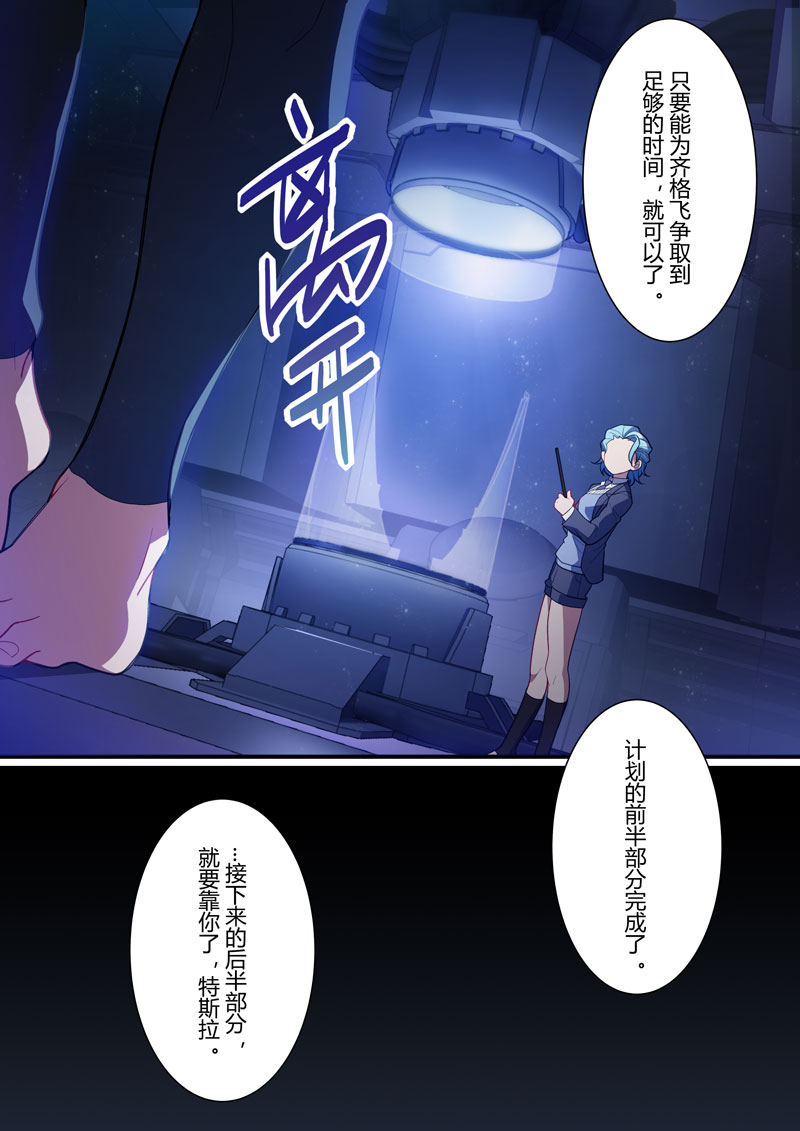 只要能为齐格飞争取到
足够的时间，就可以了。
离开
计划的前半部分完成了。
…接下来的后半部分，
就要靠你了，特斯拉。